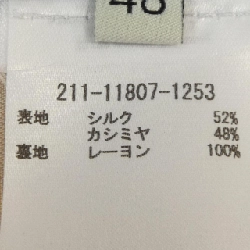 48
211-11807-1253
表地 シルク 52%
カシミヤ 48%
裏地 レーヨン 100%